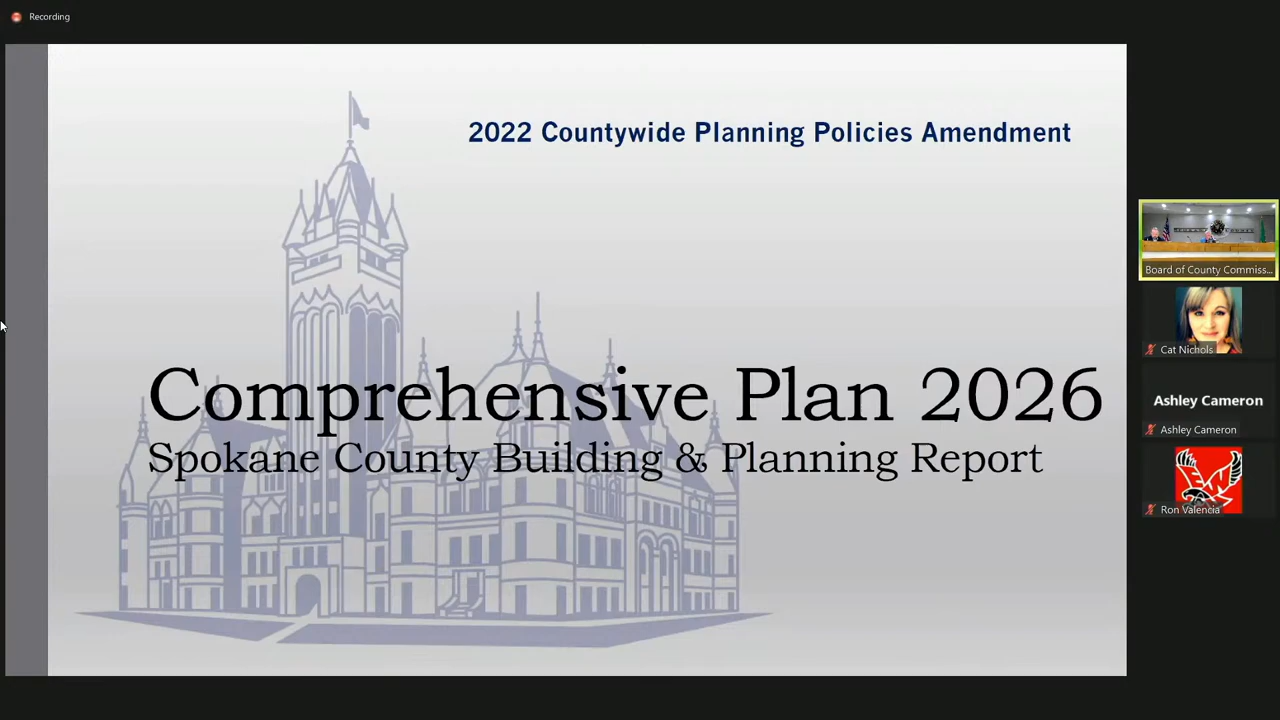 Recording
2022 Countywide Planning Policies Amendment
Comprehensive Plan 2026
Spokane County Building & Planning Report
Board of County Commiss...
Cat Nichols
Ashley Cameron
Ashley Cameron
Ron Valencia